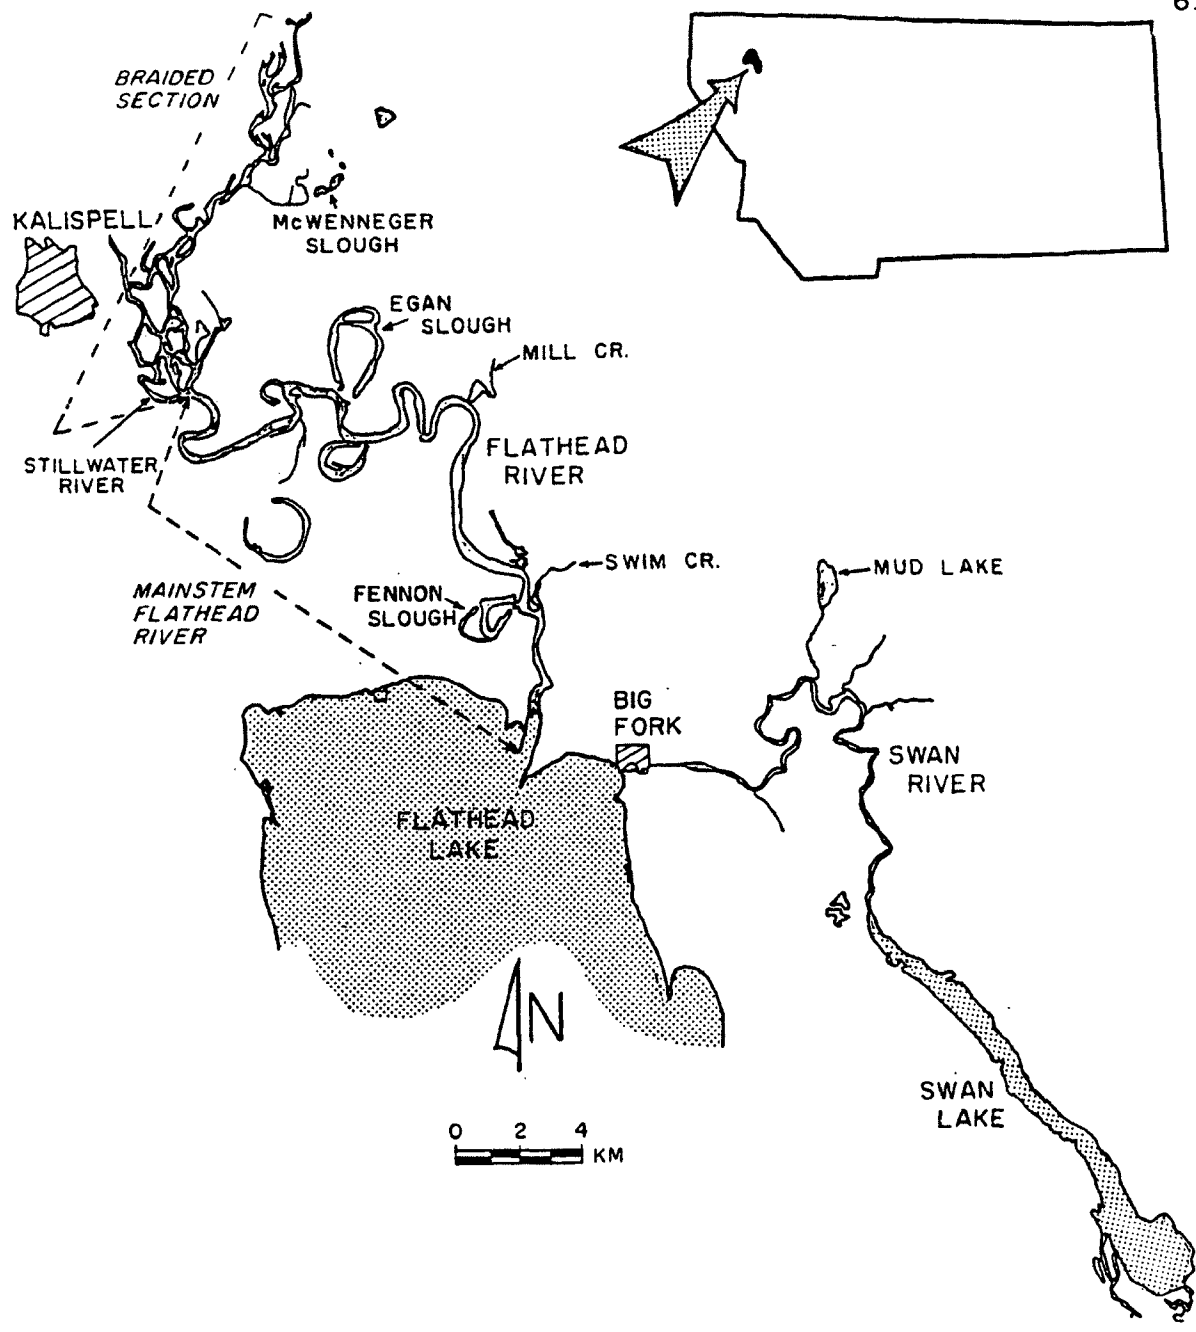 6.
BRAIDED
SECTION
KALISPELL
McWENNEGER
SLOUGH
EGAN
SLOUGH
MILL CR.
FLATHEAD
RIVER
STILLWATER
RIVER
SWIM CR.
MUD LAKE
FENNON
SLOUGH
MAINSTEM
FLATHEAD
RIVER
BIG
FORK
SWAN
RIVER
FLATHEAD
LAKE
N
SWAN
LAKE
0 2 4
KM